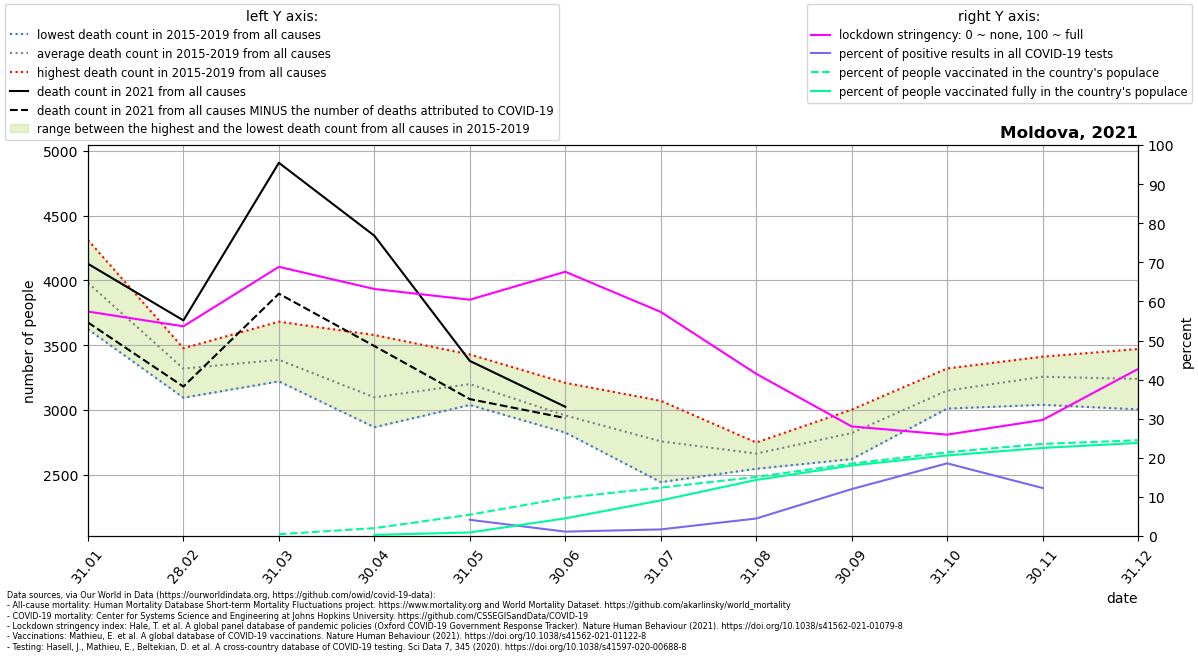 left Y axis:
lowest death count in 2015-2019 from all causes
average death count in 2015-2019 from all causes
highest death count in 2015-2019 from all causes
death count in 2021 from all causes
death count in 2021 from all causes MINUS the number of deaths attributed to COVID-19
range between the highest and the lowest death count from all causes in 2015-2019
right Y axis:
lockdown stringency: 0 ~ none, 100 ~ full
percent of positive results in all COVID-19 tests
percent of people vaccinated in the country's populace
percent of people vaccinated fully in the country's populace
Moldova, 2021
number of people
5000
4500
4000
3500
3000
2500
100
90
80
70
60
50
40
30
20
10
0
percent
31.01
28.02
31.03
30.04
31.05
30.06
31.07
31.08
30.09
31.10
30.11
31.12
date
Data sources, via Our World in Data (https://ourworldindata.org, https://github.com/owid/covid-19-data):
- All-cause mortality: Human Mortality Database Short-term Mortality Fluctuations project. https://www.mortality.org and World Mortality Dataset. https://github.com/akarlinsky/world_mortality
- COVID-19 mortality: Center for Systems Science and Engineering at Johns Hopkins University. https://github.com/CSSEGISandData/COVID-19
- Lockdown stringency index: Hale, T. et al. A global panel database of pandemic policies (Oxford COVID-19 Government Response Tracker). Nature Human Behaviour (2021). https://doi.org/10.1038/s41562-021-01079-8
- Vaccinations: Mathieu, E. et al. A global database of COVID-19 vaccinations. Nature Human Behaviour (2021). https://doi.org/10.1038/s41562-021-01122-8
- Testing: Hasell, J., Mathieu, E., Beltekian, D. et al. A cross-country database of COVID-19 testing. Sci Data 7, 345 (2020). https://doi.org/10.1038/s41597-020-00688-8